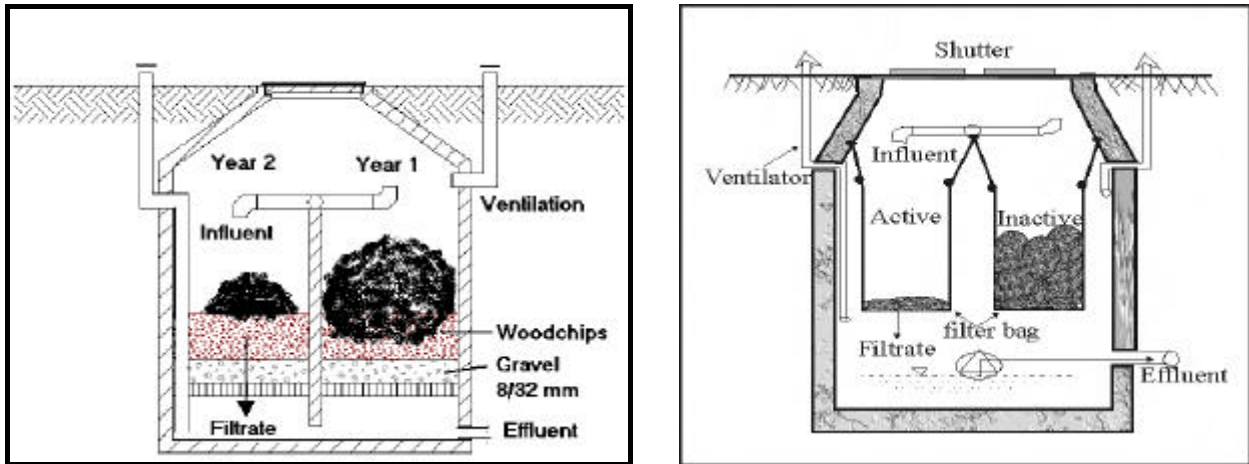 Year 2
Year 1
Ventilation
Influent
Woodchips
Gravel
8/32 mm
Filtrate
Effluent
Shutter
Influent
Ventilator
Active
Inactive
filter bag
Filtrate
Effluent